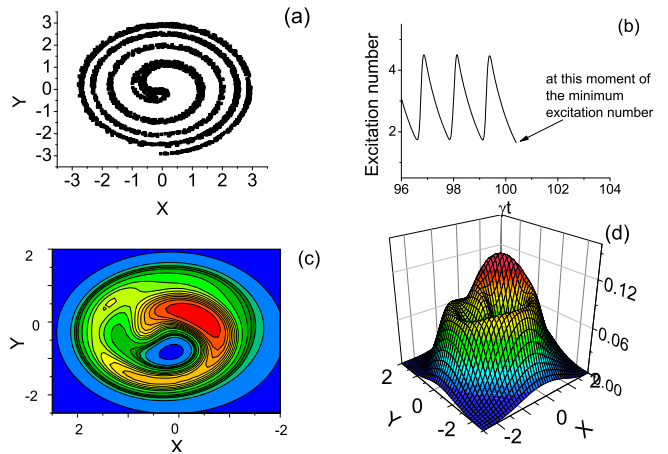 (a)
3
2
1
0
-1
-2
-3
Y
-3 -2 -1 0 1 2 3
X
(b)
Excitation number
4
2
at this moment of
the minimum
excitation number
96 98 100 102 104
γt
(c)
2
0
-2
Y
2 0 -2
X
(d)
0.12
0.06
0.00
2
0
-2
Y
-2
0
2
X